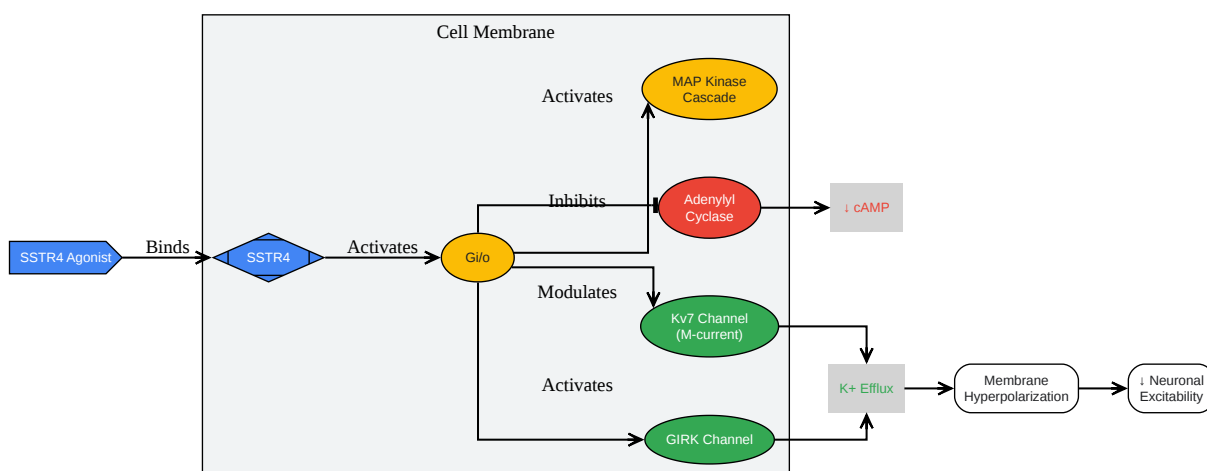 Cell Membrane
MAP Kinase
Cascade
Activates
Inhibits
Adenylyl
Cyclase
↓ cAMP
SSTR4 Agonist
Binds
SSTR4
Activates
Gi/o
Modulates
Kv7 Channel
(M-current)
Activates
K+ Efflux
Membrane
Hyperpolarization
↓ Neuronal
Excitability
GIRK Channel